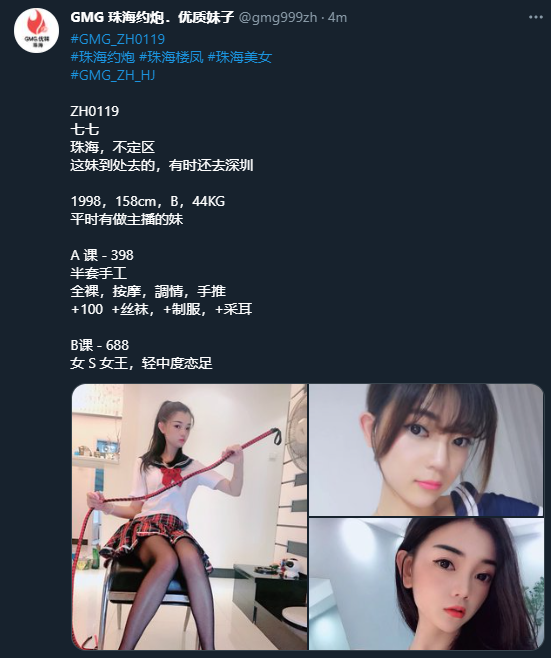 GMG 珠海约炮．优质妹子 @gmg999zh · 4m
GMG.优妹
珠海
#GMG_ZH0119
#珠海约炮 #珠海楼凤 #珠海美女
#GMG_ZH_HJ
ZH0119
七七
珠海，不定区
这妹到处去的，有时还去深圳
1998，158cm，B，44KG
平时有做主播的妹
A 课 - 398
半套手工
全裸，按摩，調情，手推
+100 +丝袜，+制服，+采耳
B课 - 688
女 S 女王，轻中度恋足